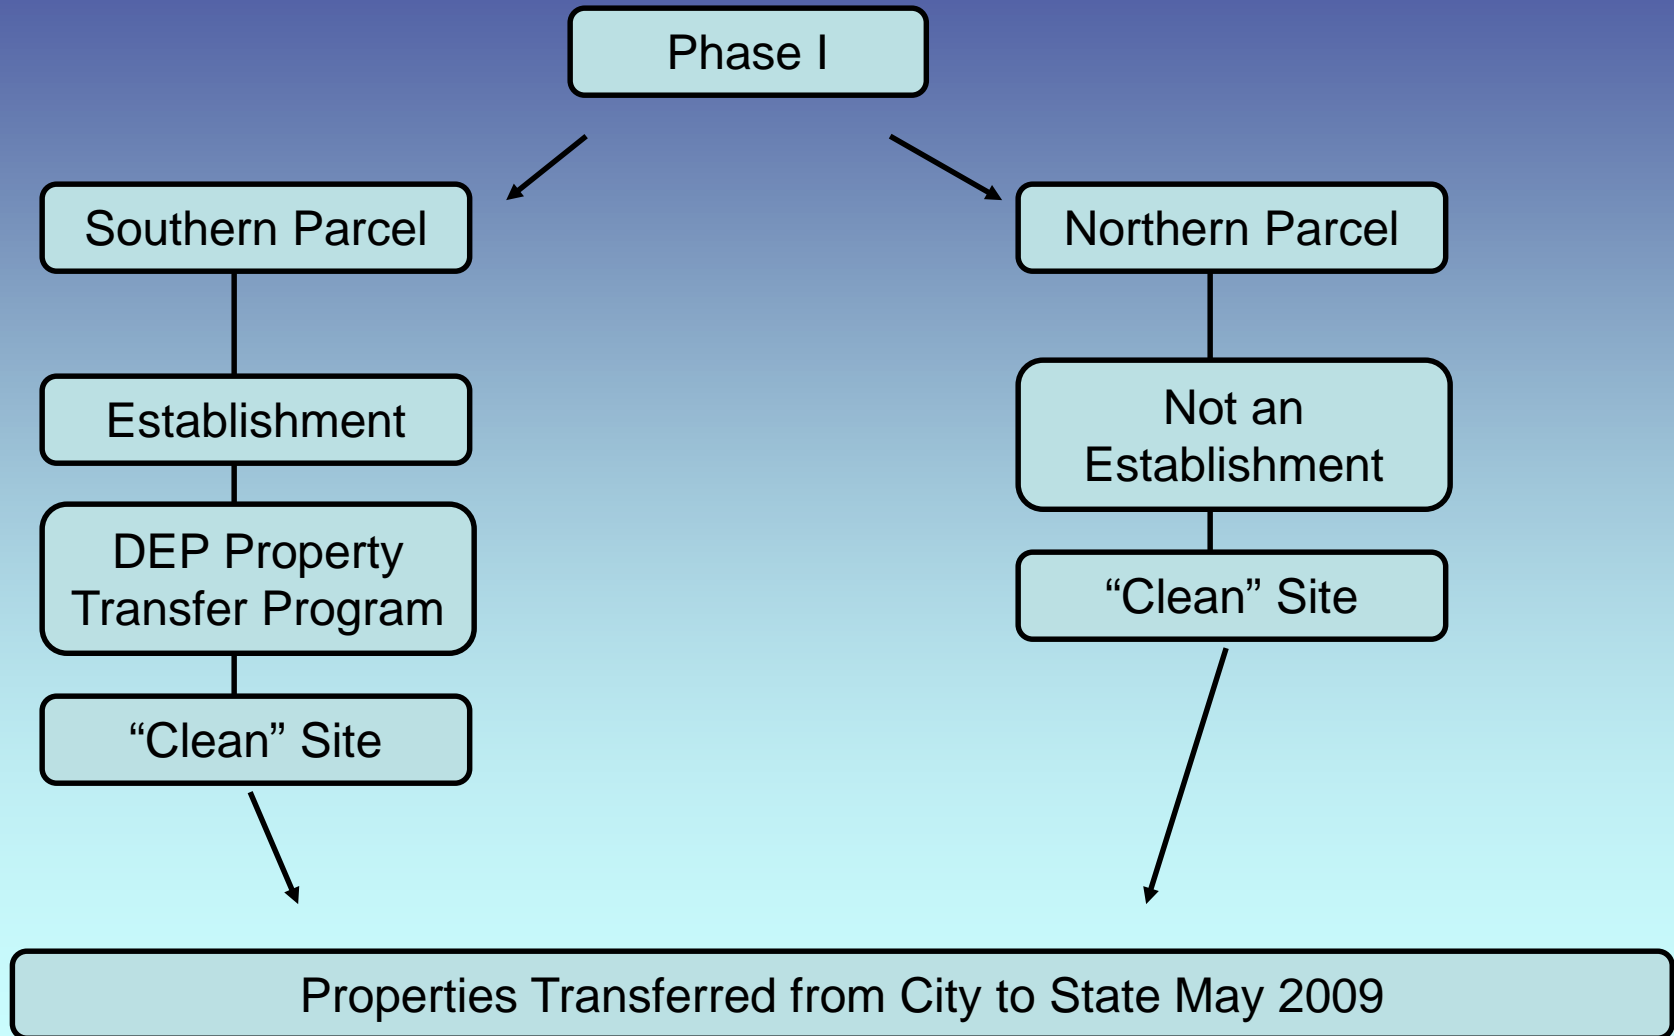 Phase I
Southern Parcel
Northern Parcel
Establishment
Not an
Establishment
DEP Property
Transfer Program
“Clean” Site
“Clean” Site
Properties Transferred from City to State May 2009